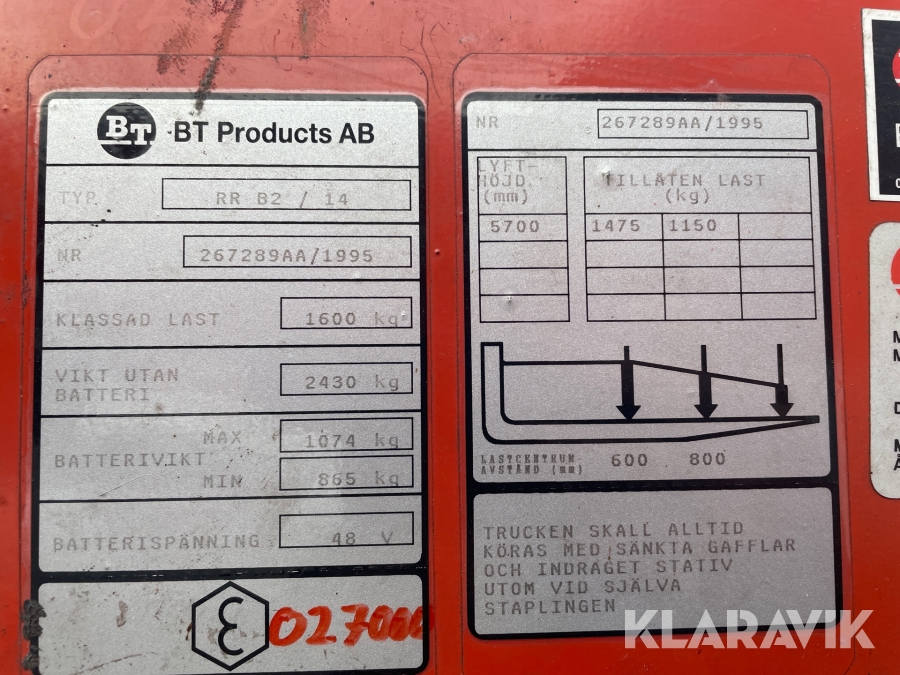 BT BT Products AB
TYP RR B2 / 14
NR 267289AA/1995
KLASSAD LAST 1600 kg
VIKT UTAN
BATTERI 2430 kg
MAX 1074 kg
BATTERIVIKT
MIN 865 kg
BATTERISPÄNNING 48 V
ε 027000
NR 267289AA/1995
LYFT-
HÖJD
(mm)
TILLÅTEN LAST
(kg)
5700 1475 1150
LASTCENTRUM
AVSTÅND (mm) 600 800
TRUCKEN SKALL ALLTID
KÖRAS MED SÄNKTA GAFFLAR
OCH INDRAGET STATIV
UTOM VID SJÄLVA
STAPLINGEN
KLARAVIK